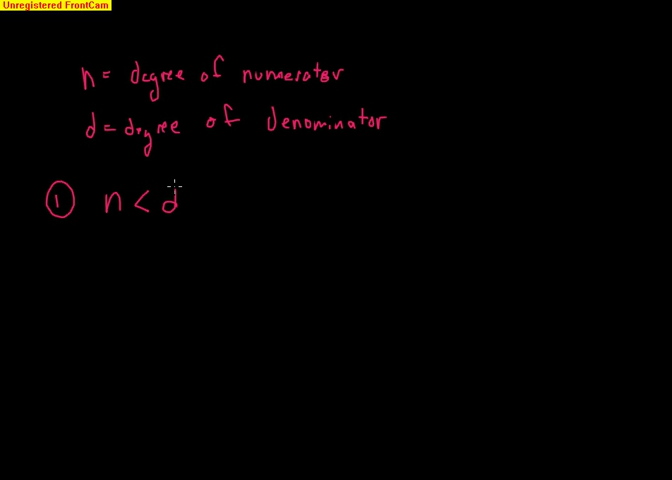 Unregistered FrontCam
n = degree of numerator
d = degree of Denominator
① n < d